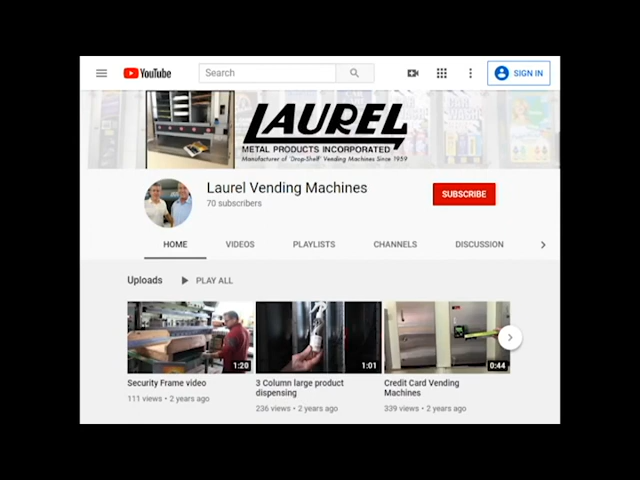 YouTube
Search
SIGN IN
LAUREL
METAL PRODUCTS INCORPORATED
Manufacturer of 'Drop-Shelf' Vending Machines Since 1959
Laurel Vending Machines
70 subscribers
SUBSCRIBE
HOME
VIDEOS
PLAYLISTS
CHANNELS
DISCUSSION
Uploads
PLAY ALL
1:20
1:01
0:44
Security Frame video
111 views • 2 years ago
3 Column large product
dispensing
236 views • 2 years ago
Credit Card Vending
Machines
339 views • 2 years ago